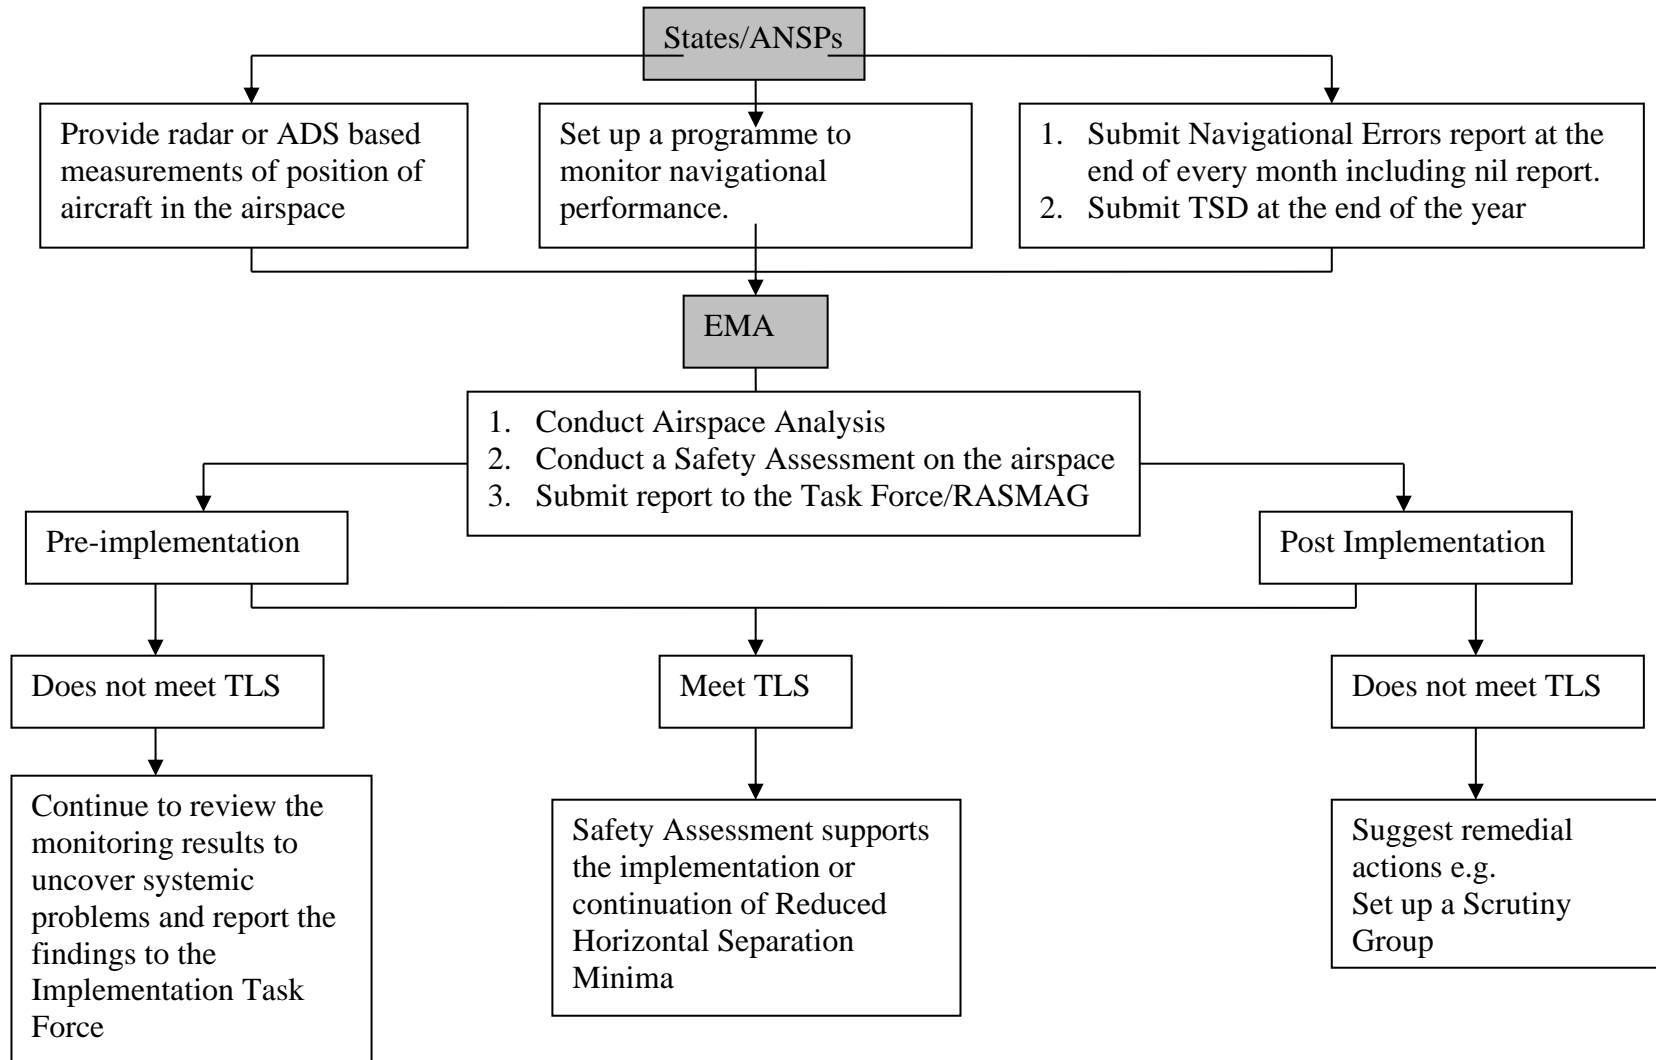 States/ANSPs
Provide radar or ADS based
measurements of position of
aircraft in the airspace
Set up a programme to
monitor navigational
performance.
1. Submit Navigational Errors report at the
end of every month including nil report.
2. Submit TSD at the end of the year
EMA
1. Conduct Airspace Analysis
2. Conduct a Safety Assessment on the airspace
3. Submit report to the Task Force/RASMAG
Pre-implementation
Post Implementation
Does not meet TLS
Meet TLS
Does not meet TLS
Continue to review the
monitoring results to
uncover systemic
problems and report the
findings to the
Implementation Task
Force
Safety Assessment supports
the implementation or
continuation of Reduced
Horizontal Separation
Minima
Suggest remedial
actions e.g.
Set up a Scrutiny
Group